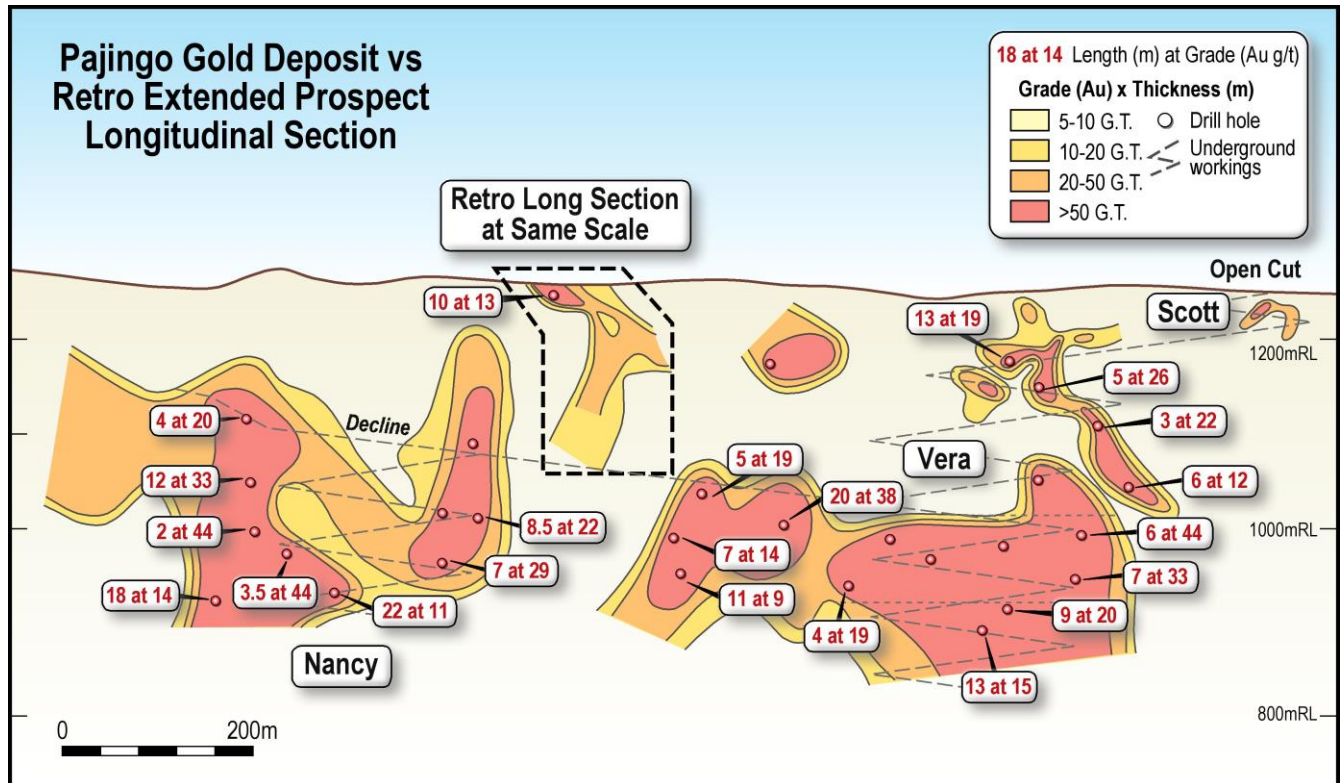 Pajingo Gold Deposit vs
Retro Extended Prospect
Longitudinal Section
18 at 14 Length (m) at Grade (Au g/t)
Grade (Au) x Thickness (m)
5-10 G.T.
10-20 G.T.
20-50 G.T.
>50 G.T.
Drill hole
Underground
workings
Retro Long Section
at Same Scale
Open Cut
Scott
10 at 13
13 at 19
1200mRL
5 at 26
4 at 20
Decline
3 at 22
Vera
5 at 19
12 at 33
20 at 38
6 at 12
2 at 44
8.5 at 22
1000mRL
6 at 44
7 at 14
7 at 29
7 at 33
18 at 14
3.5 at 44
22 at 11
11 at 9
9 at 20
4 at 19
Nancy
13 at 15
800mRL
0
200m